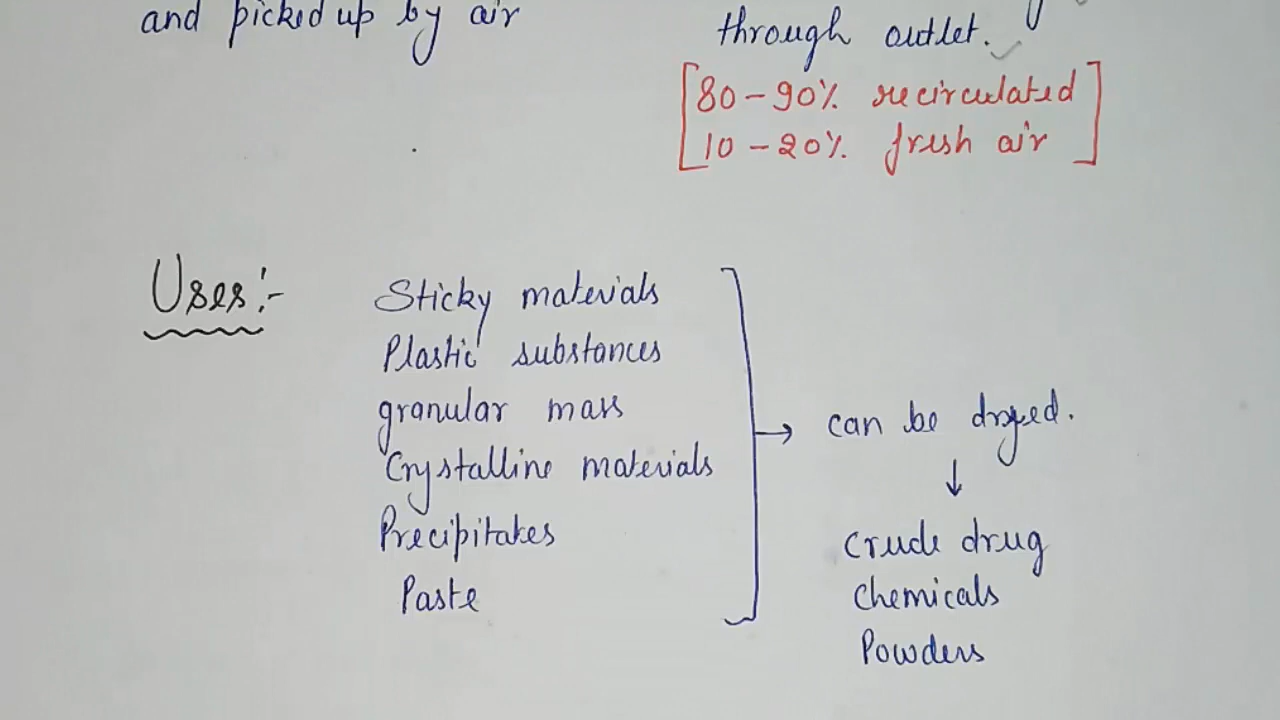 and picked up by air
through outlet.
[80-90% recirculated
10-20% fresh air]
Uses:-
Sticky materials
Plastic substances
granular mass
Crystalline materials
Precipitates
Paste
→ can be dryed.
↓
Crude drug
Chemicals
Powders